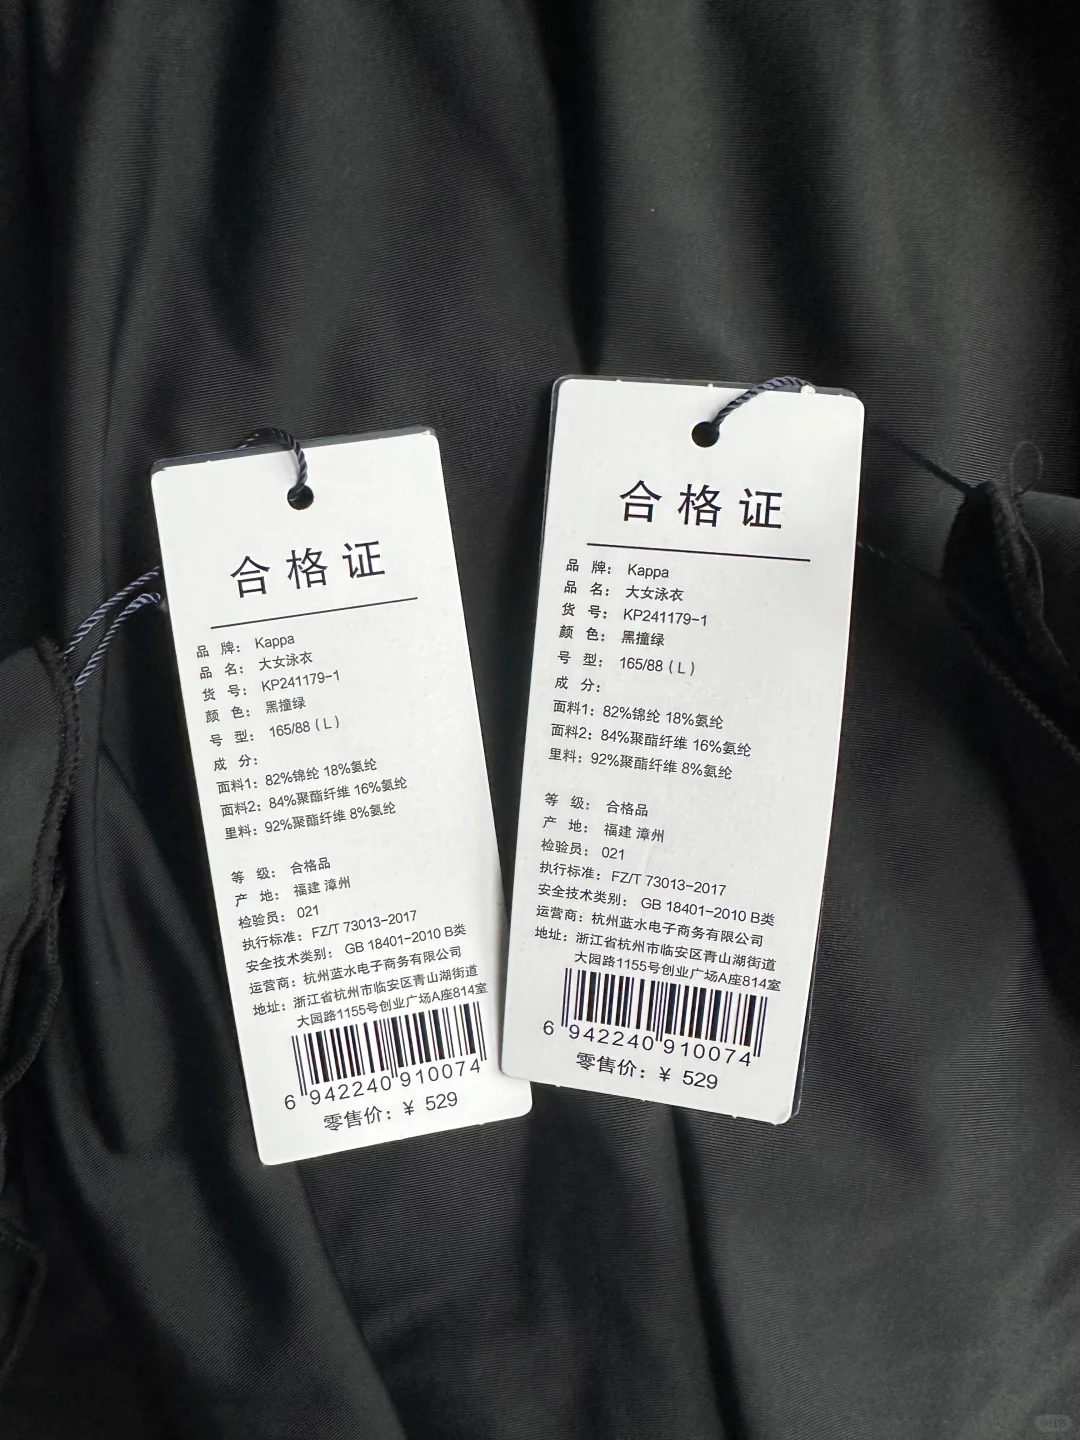 合格证
品 牌： Kappa
品 名： 大女泳衣
货 号： KP241179-1
颜 色： 黑撞绿
号 型： 165/88（L）
成 分：
面料1：82%锦纶 18%氨纶
面料2：84%聚酯纤维 16%氨纶
里料：92%聚酯纤维 8%氨纶
等 级： 合格品
产 地： 福建 漳州
检验员： 021
执行标准：FZ/T 73013-2017
安全技术类别： GB 18401-2010 B类
运营商：杭州蓝水电子商务有限公司
地址：浙江省杭州市临安区青山湖街道
大园路1155号创业广场A座814室
6 942240 910074
零售价：¥ 529
合格证
品 牌： Kappa
品 名： 大女泳衣
货 号： KP241179-1
颜 色： 黑撞绿
号 型： 165/88（L）
成 分：
面料1：82%锦纶 18%氨纶
面料2：84%聚酯纤维 16%氨纶
里料：92%聚酯纤维 8%氨纶
等 级： 合格品
产 地： 福建 漳州
检验员： 021
执行标准：FZ/T 73013-2017
安全技术类别： GB 18401-2010 B类
运营商：杭州蓝水电子商务有限公司
地址：浙江省杭州市临安区青山湖街道
大园路1155号创业广场A座814室
6 942240 910074
零售价：¥ 529